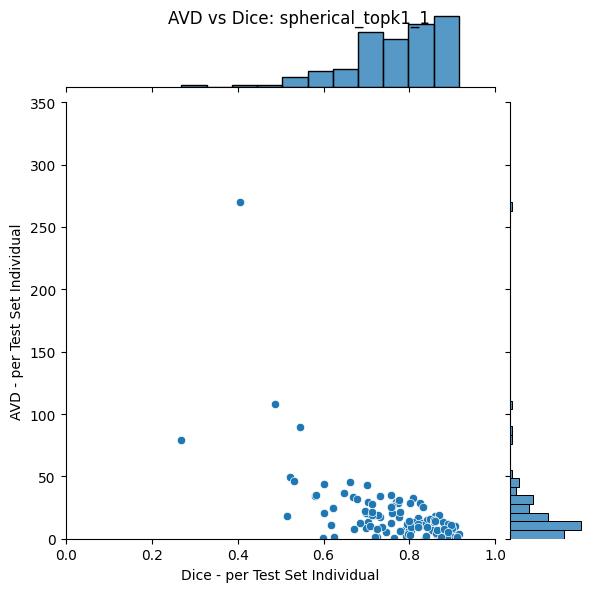 AVD vs Dice: spherical_topk1_1
350
300
250
200
150
100
50
0
AVD - per Test Set Individual
0.0 0.2 0.4 0.6 0.8 1.0
Dice - per Test Set Individual